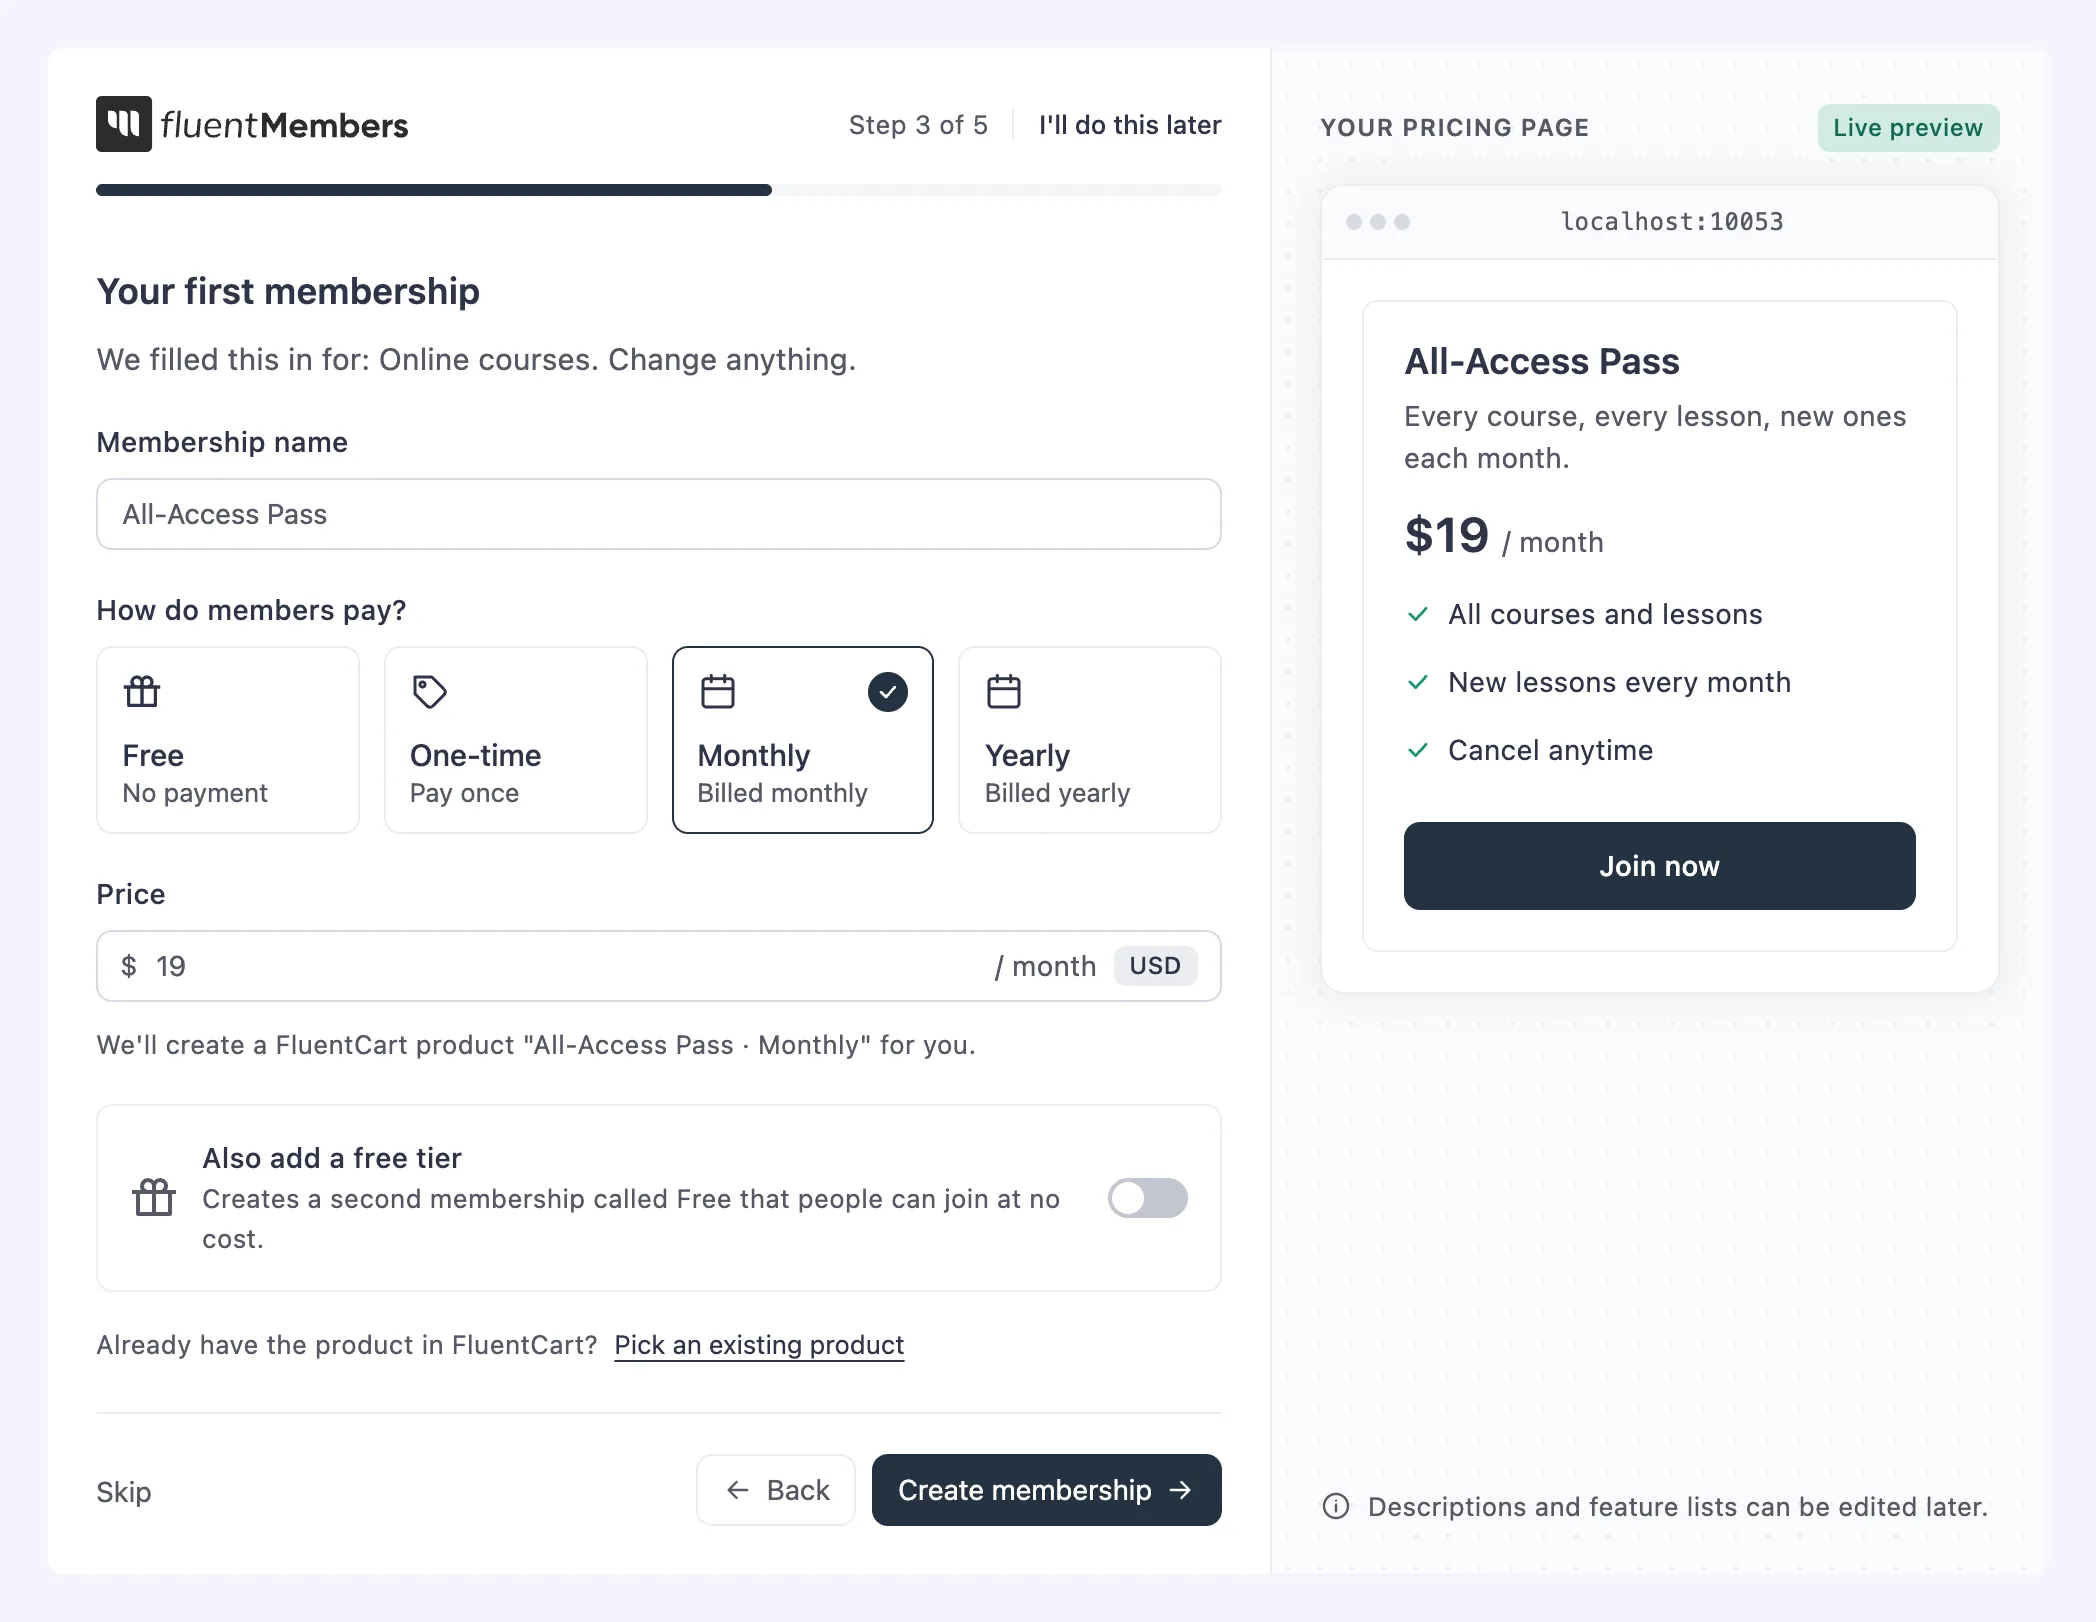 fluentMembers
Step 3 of 5
I'll do this later
Your first membership
We filled this in for: Online courses. Change anything.
Membership name
All-Access Pass
How do members pay?
Free
No payment
One-time
Pay once
Monthly
Billed monthly
Yearly
Billed yearly
Price
$ 19 / month USD
We'll create a FluentCart product "All-Access Pass · Monthly" for you.
Also add a free tier
Creates a second membership called Free that people can join at no
cost.
Already have the product in FluentCart? Pick an existing product
Skip
Back
Create membership
YOUR PRICING PAGE
Live preview
localhost:10053
All-Access Pass
Every course, every lesson, new ones
each month.
$19 / month
All courses and lessons
New lessons every month
Cancel anytime
Join now
Descriptions and feature lists can be edited later.